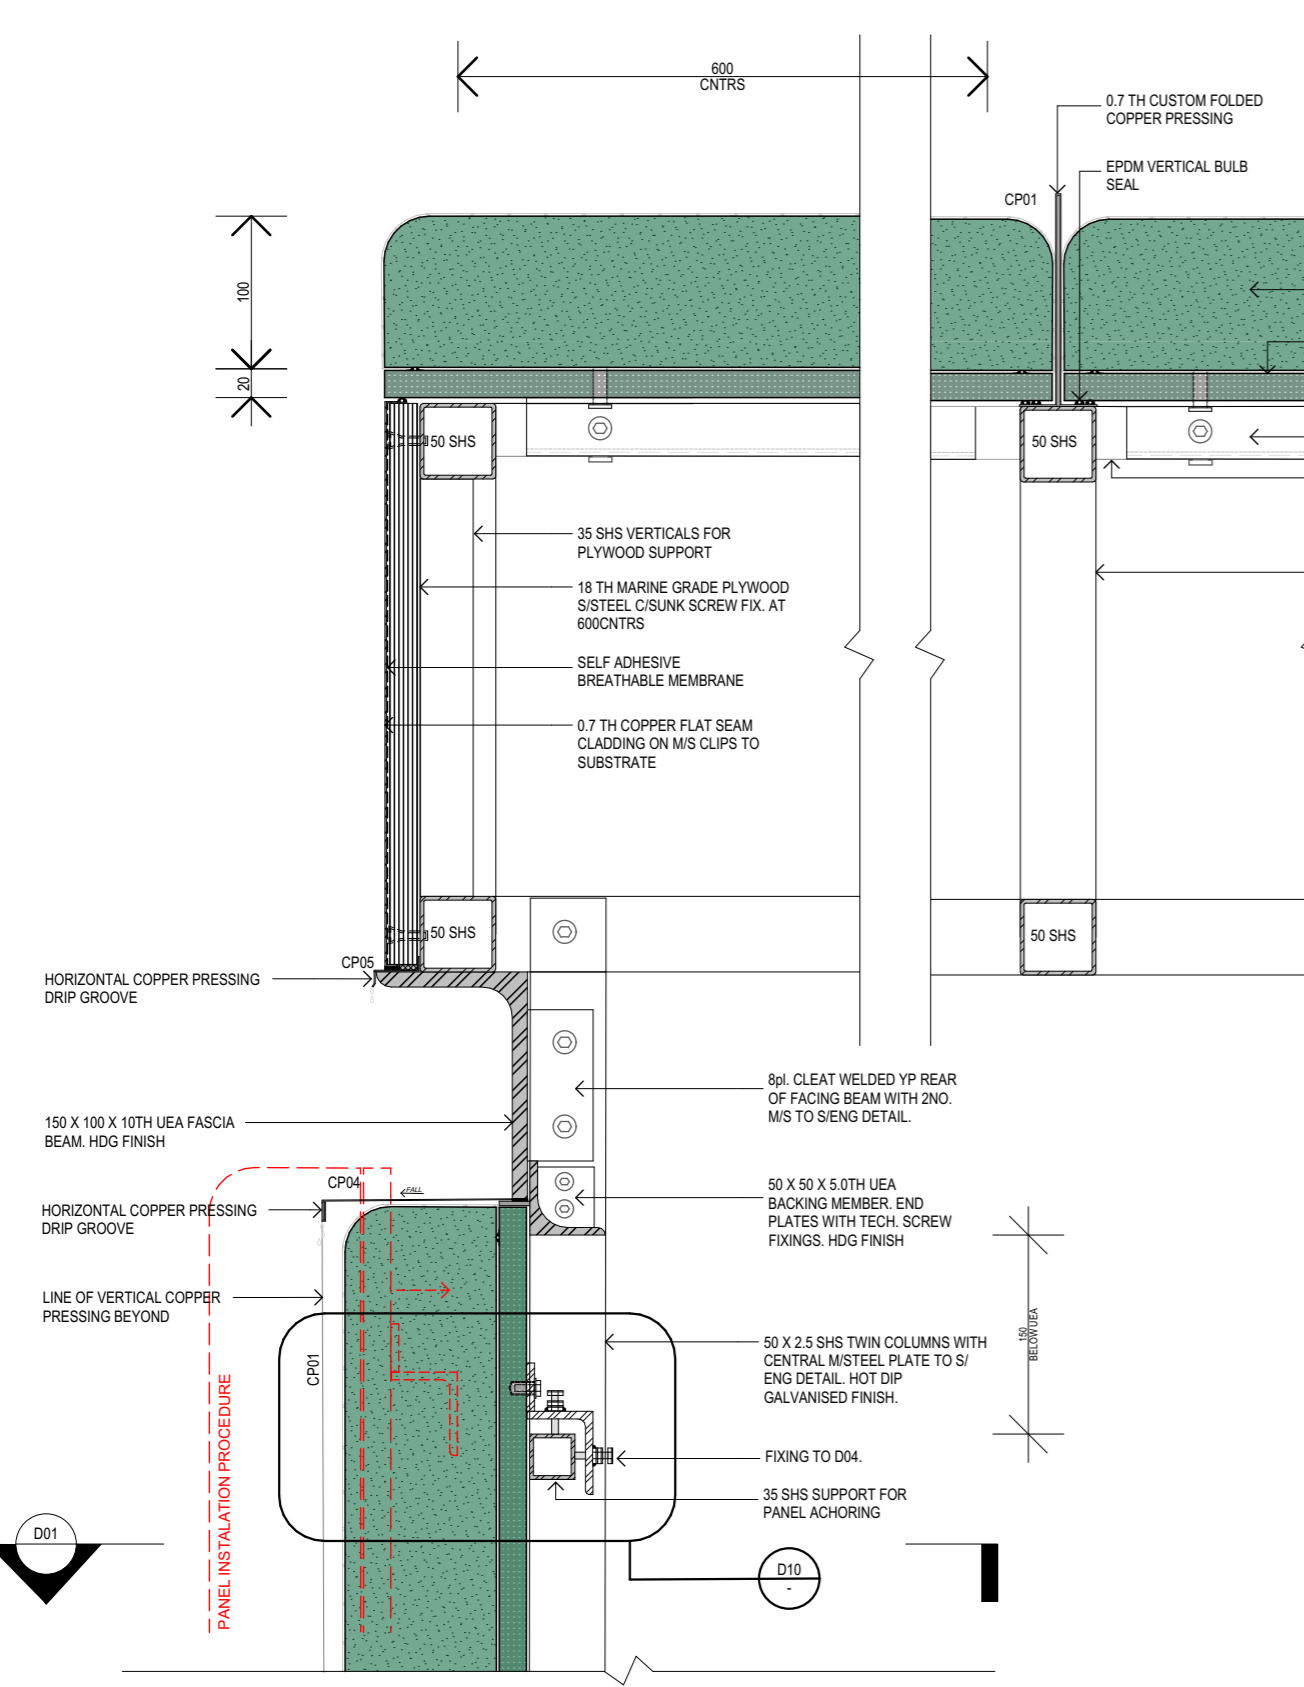 600
CNTRS
0.7 TH CUSTOM FOLDED
COPPER PRESSING
EPDM VERTICAL BULB
SEAL
CP01
100
20
50 SHS
50 SHS
35 SHS VERTICALS FOR
PLYWOOD SUPPORT
18 TH MARINE GRADE PLYWOOD
S/STEEL C/SUNK SCREW FIX. AT
600CNTRS
SELF ADHESIVE
BREATHABLE MEMBRANE
0.7 TH COPPER FLAT SEAM
CLADDING ON M/S CLIPS TO
SUBSTRATE
50 SHS
50 SHS
CP05
HORIZONTAL COPPER PRESSING
DRIP GROOVE
8pl. CLEAT WELDED YP REAR
OF FACING BEAM WITH 2NO.
M/S TO S/ENG DETAIL.
150 X 100 X 10TH UEA FASCIA
BEAM. HDG FINISH
CP04
FALL
50 X 50 X 5.0TH UEA
BACKING MEMBER. END
PLATES WITH TECH. SCREW
FIXINGS. HDG FINISH
HORIZONTAL COPPER PRESSING
DRIP GROOVE
LINE OF VERTICAL COPPER
PRESSING BEYOND
150
BELOW UEA
CP01
50 X 2.5 SHS TWIN COLUMNS WITH
CENTRAL M/STEEL PLATE TO S/
ENG DETAIL. HOT DIP
GALVANISED FINISH.
PANEL INSTALATION PROCEDURE
FIXING TO D04.
35 SHS SUPPORT FOR
PANEL ACHORING
D01
D10
-